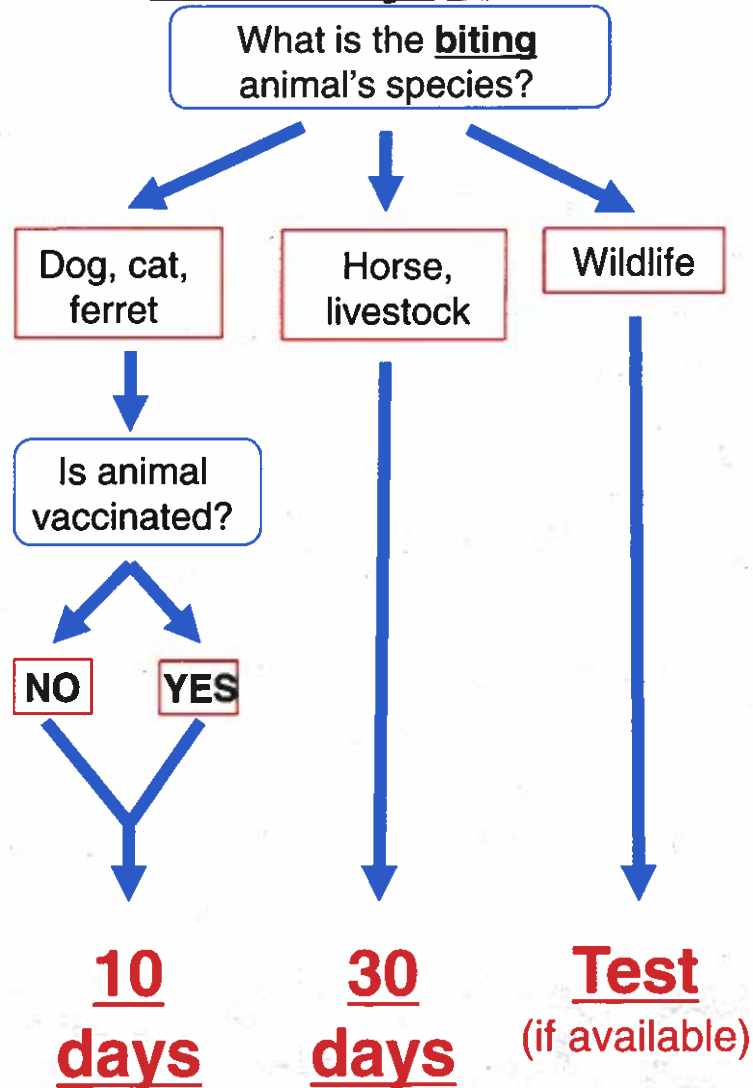 What is the biting
animal's species?
Dog, cat,
ferret
Horse,
livestock
Wildlife
Is animal
vaccinated?
NO
YES
10
days
30
days
Test
(if available)